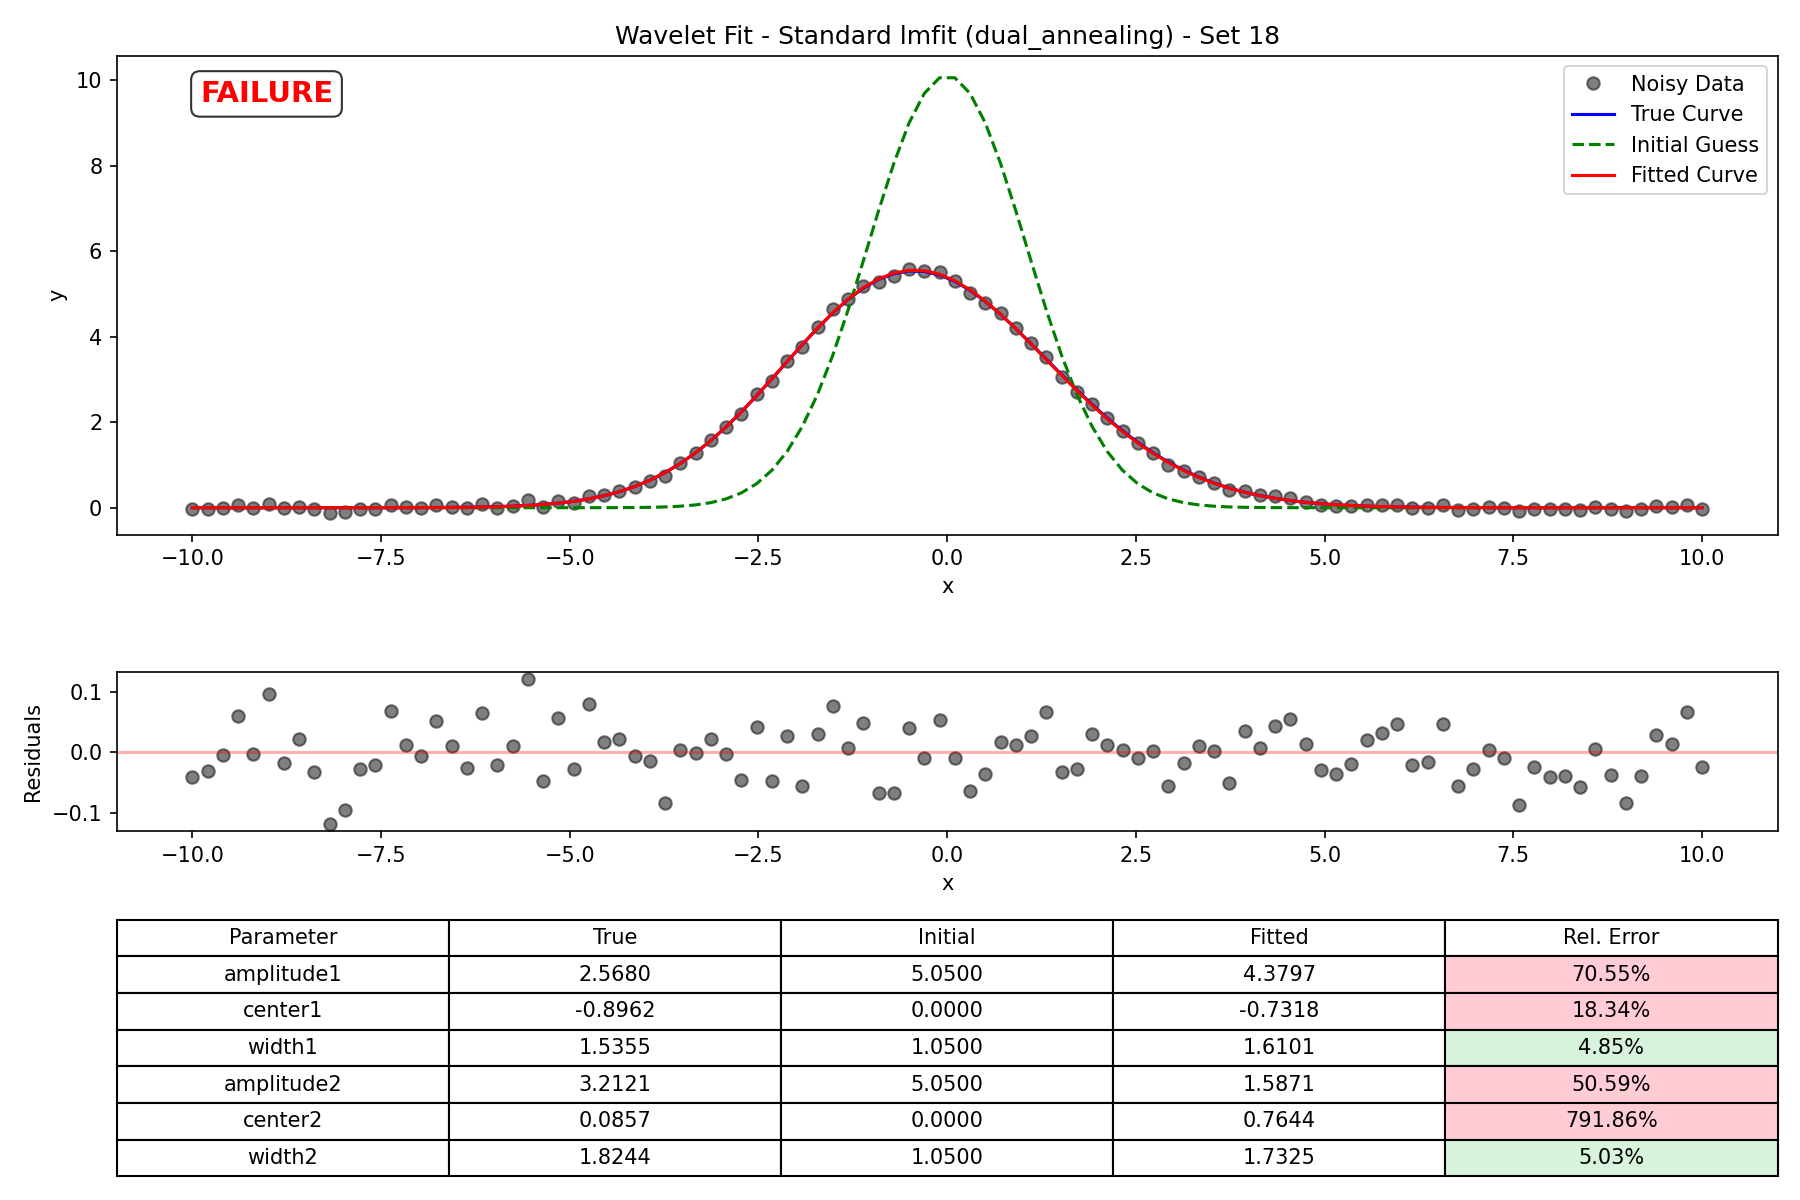 Wavelet Fit - Standard lmfit (dual_annealing) - Set 18
FAILURE
Noisy Data
True Curve
Initial Guess
Fitted Curve
y
10
8
6
4
2
0
−10.0 −7.5 −5.0 −2.5 0.0 2.5 5.0 7.5 10.0
x
Residuals
0.1
0.0
−0.1
−10.0 −7.5 −5.0 −2.5 0.0 2.5 5.0 7.5 10.0
x
Parameter True Initial Fitted Rel. Error
amplitude1 2.5680 5.0500 4.3797 70.55%
center1 -0.8962 0.0000 -0.7318 18.34%
width1 1.5355 1.0500 1.6101 4.85%
amplitude2 3.2121 5.0500 1.5871 50.59%
center2 0.0857 0.0000 0.7644 791.86%
width2 1.8244 1.0500 1.7325 5.03%